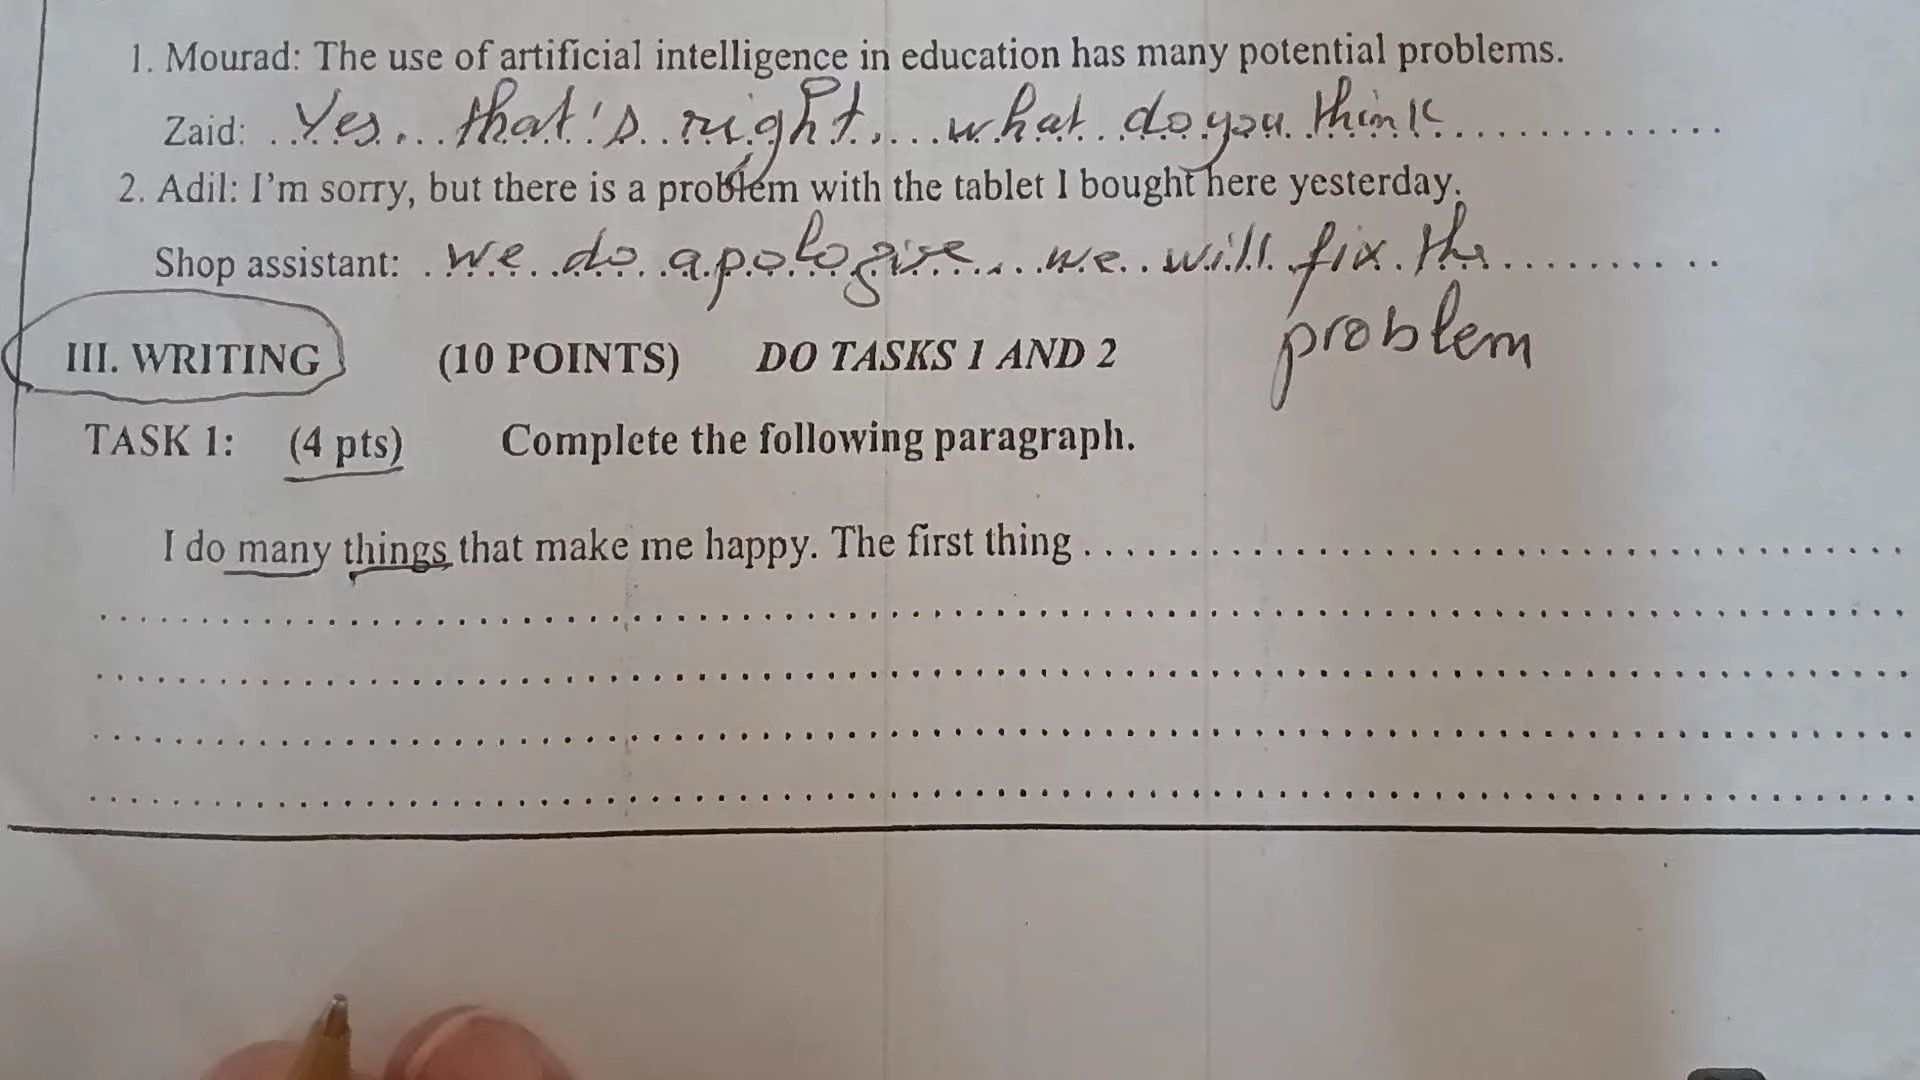 1. Mourad: The use of artificial intelligence in education has many potential problems.
Zaid: Yes, that's right, what do you think
2. Adil: I'm sorry, but there is a problem with the tablet I bought here yesterday.
Shop assistant: we do apologise, we will fix the
problem
III. WRITING (10 POINTS) DO TASKS 1 AND 2
TASK 1: (4 pts) Complete the following paragraph.
I do many things that make me happy. The first thing